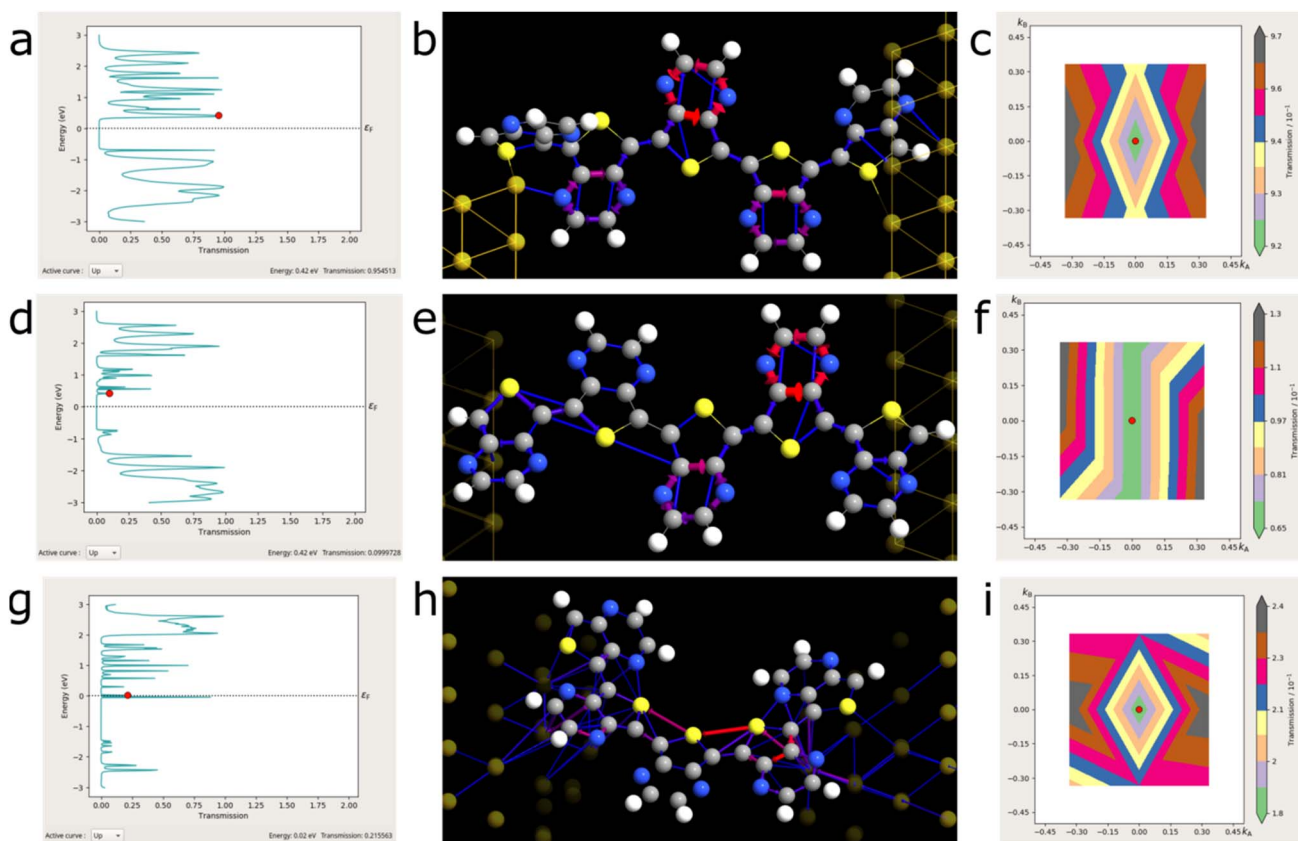 a
3
2
1
0
−1
−2
−3
Energy (eV)
εF
0.00 0.25 0.50 0.75 1.00 1.25 1.50 1.75 2.00
Transmission
Active curve : Up
Energy: 0.42 eV Transmission: 0.954513
b
c
kB
0.45
0.30
0.15
0.00
−0.15
−0.30
−0.45
−0.45 −0.30 −0.15 0.00 0.15 0.30 kA 0.45
9.7
9.6
9.4
9.3
9.2
Transmission / 10⁻¹
d
3
2
1
0
−1
−2
−3
Energy (eV)
εF
0.00 0.25 0.50 0.75 1.00 1.25 1.50 1.75 2.00
Transmission
Active curve : Up
Energy: 0.42 eV Transmission: 0.0999728
e
f
kB
0.45
0.30
0.15
0.00
−0.15
−0.30
−0.45
−0.45 −0.30 −0.15 0.00 0.15 0.30 kA 0.45
1.3
1.1
0.97
0.81
0.65
Transmission / 10⁻¹
g
3
2
1
0
−1
−2
−3
Energy (eV)
εF
0.00 0.25 0.50 0.75 1.00 1.25 1.50 1.75 2.00
Transmission
Active curve : Up
Energy: 0.02 eV Transmission: 0.215563
h
i
kB
0.45
0.30
0.15
0.00
−0.15
−0.30
−0.45
−0.45 −0.30 −0.15 0.00 0.15 0.30 kA 0.45
2.4
2.3
2.1
2
1.8
Transmission / 10⁻¹